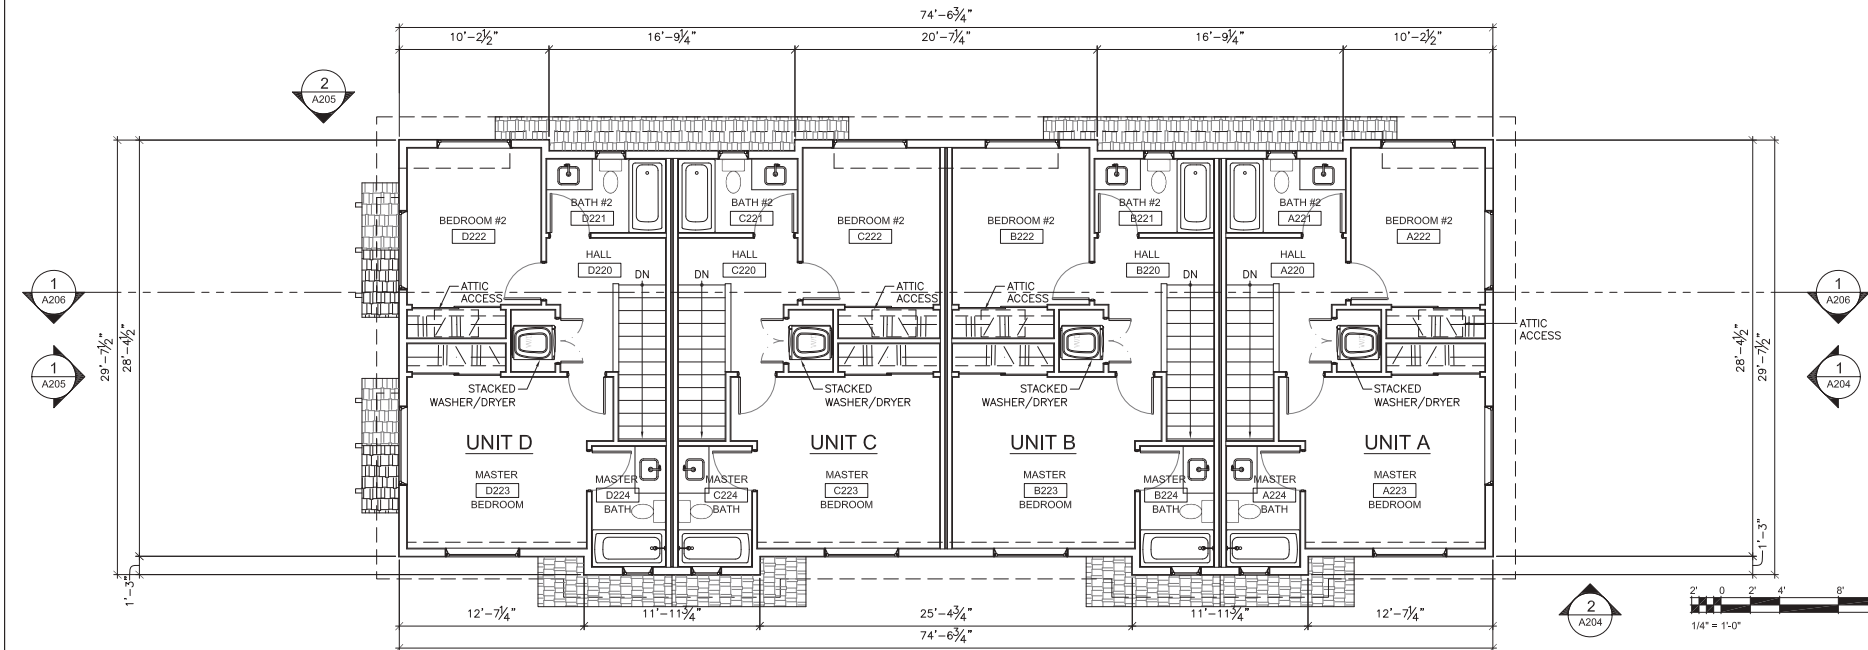 74'-6¾"
10'-2½" 16'-9¼" 20'-7¼" 16'-9¼" 10'-2½"
2
A205
BATH #2 BATH #2 BATH #2 BATH #2
D221 C221 B221 A221
BEDROOM #2 BEDROOM #2 BEDROOM #2 BEDROOM #2
D222 C222 B222 A222
HALL HALL HALL HALL
D220 C220 B220 A220
DN DN DN DN
1
A206
ATTIC
ACCESS
ATTIC
ACCESS
ATTIC
ACCESS
ATTIC
ACCESS
1
A206
29'-7½"
28'-4½"
28'-4½"
29'-7½"
1
A205
1
A204
STACKED
WASHER/DRYER
STACKED
WASHER/DRYER
STACKED
WASHER/DRYER
STACKED
WASHER/DRYER
UNIT D UNIT C UNIT B UNIT A
MASTER
D223
BEDROOM
MASTER
D224
BATH
MASTER
C224
BATH
MASTER
C223
BEDROOM
MASTER
B223
BEDROOM
MASTER
B224
BATH
MASTER
A224
BATH
MASTER
A223
BEDROOM
1'-3"
1'-3"
12'-7¼" 11'-11¾" 25'-4¾" 11'-11¾" 12'-7¼"
74'-6¾"
2
A204
2' 0 2' 4' 8'
1/4" = 1'-0"